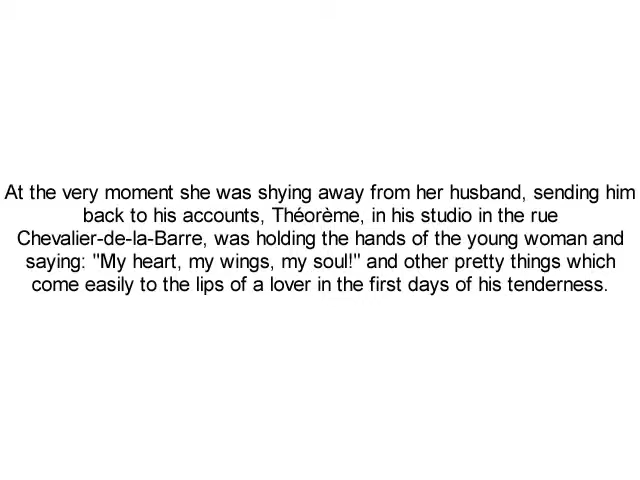 At the very moment she was shying away from her husband, sending him
back to his accounts, Théorème, in his studio in the rue
Chevalier-de-la-Barre, was holding the hands of the young woman and
saying: "My heart, my wings, my soul!" and other pretty things which
come easily to the lips of a lover in the first days of his tenderness.